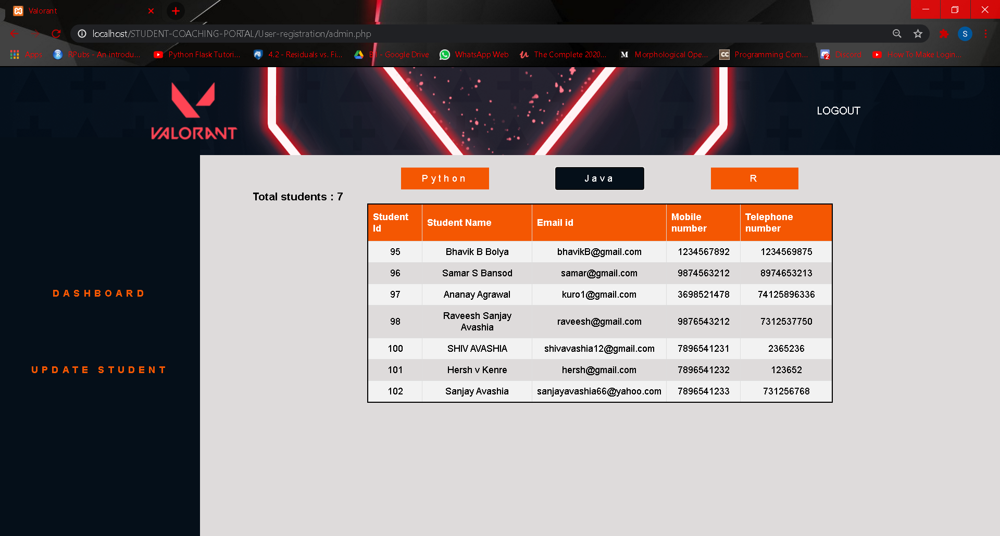 Valorant
localhost/STUDENT-COACHING-PORTAL/User-registration/admin.php
S
Apps
RPubs - An introdu...
Python Flask Tutori...
4.2 - Residuals vs. Fi...
B1 - Google Drive
WhatsApp Web
The Complete 2020...
Morphological Ope...
Programming Com...
Discord
How To Make Login...
VALORANT
LOGOUT
DASHBOARD
UPDATE STUDENT
Python Java R
Total students : 7
Student Id Student Name Email id Mobile number Telephone number
95 Bhavik B Bolya bhavikB@gmail.com 1234567892 1234569875
96 Samar S Bansod samar@gmail.com 9874563212 8974653213
97 Ananay Agrawal kuro1@gmail.com 3698521478 74125896336
98 Raveesh Sanjay Avashia raveesh@gmail.com 9876543212 7312537750
100 SHIV AVASHIA shivavashia12@gmail.com 7896541231 2365236
101 Hersh v Kenre hersh@gmail.com 7896541232 123652
102 Sanjay Avashia sanjayavashia66@yahoo.com 7896541233 731256768